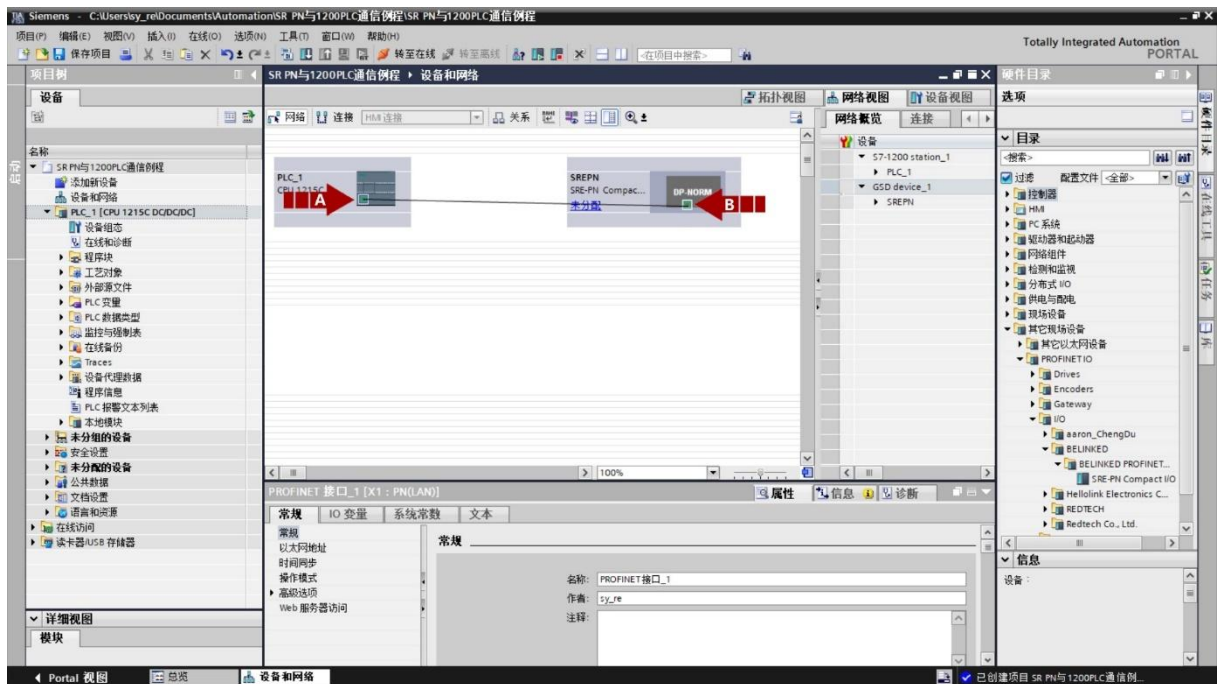 Siemens - C:\Users\sy_re\Documents\Automation\SR PN与1200PLC通信例程\SR PN与1200PLC通信例程
项目(P) 编辑(E) 视图(V) 插入(I) 在线(O) 选项(N) 工具(T) 窗口(W) 帮助(H)
Totally Integrated Automation
PORTAL
保存项目 转至在线 转至离线 <在项目中搜索>
项目树
SR PN与1200PLC通信例程 ▸ 设备和网络
硬件目录
设备
拓扑视图 网络视图 设备视图
选项
网络 连接 HMI 连接 关系
网络概览 连接
名称
SR PN与1200PLC通信例程
添加新设备
设备和网络
PLC_1 [CPU 1215C DC/DC/DC]
设备组态
在线和诊断
程序块
工艺对象
外部源文件
PLC 变量
PLC 数据类型
监控与强制表
在线备份
Traces
设备代理数据
程序信息
PLC 报警文本列表
本地模块
未分组的设备
安全设置
未分配的设备
公共数据
文档设置
语言和资源
在线访问
读卡器/USB 存储器
详细视图
模块
PLC_1
CPU 1215C
A
SREPN
SRE-PN Compac...
未分配
DP-NORM
B
设备
S7-1200 station_1
PLC_1
GSD device_1
SREPN
100%
PROFINET 接口_1 [X1 : PN(LAN)]
属性 信息 诊断
常规 IO 变量 系统常数 文本
常规
以太网地址
时间同步
操作模式
高级选项
Web 服务器访问
常规
名称: PROFINET接口_1
作者: sy_re
注释:
目录
<搜索>
过滤 配置文件 <全部>
控制器
HMI
PC 系统
驱动器和起动器
网络组件
检测和监视
分布式 I/O
供电与配电
现场设备
其它现场设备
其它以太网设备
PROFINET IO
Drives
Encoders
Gateway
I/O
aaron_ChengDu
BELINKED
BELINKED PROFINET...
SRE-PN Compact I/O
Hellolink Electronics C...
REDTECH
Redtech Co., Ltd.
信息
设备 :
硬件目录
在线工具
任务
库
Portal 视图 总览 设备和网络
已创建项目 SR PN与1200PLC通信例...